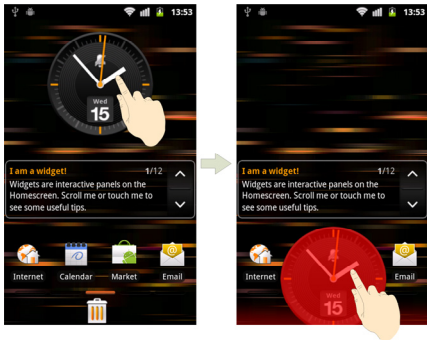 13:53
Wed
15
I am a widget! 1/12
Widgets are interactive panels on the
Homescreen. Scroll me or touch me to
see some useful tips.
Internet Calendar Market Email
13:53
I am a widget! 1/12
Widgets are interactive panels on the
Homescreen. Scroll me or touch me to
see some useful tips.
Internet Email
Wed
15